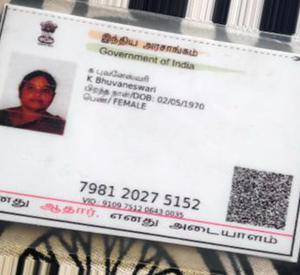 இந்திய அரசாங்கம்
Government of India
க புவனேஸ்வரி
K Bhuvaneswari
பிறந்த நாள்/DOB: 02/05/1970
பெண்/ FEMALE
7981 2027 5152
VID: 9109 7512 0643 0035
னது ஆதார், எனது அடையாளம்